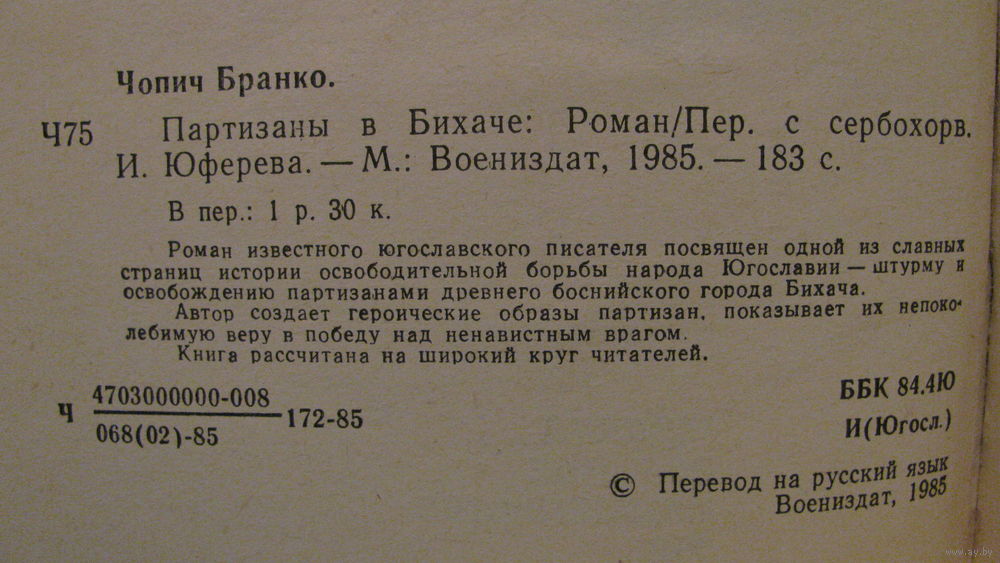 Чопич Бранко.
Ч75 Партизаны в Бихаче: Роман/Пер. с сербохорв.
И. Юферева. — М.: Воениздат, 1985. — 183 с.
В пер.: 1 р. 30 к.
Роман известного югославского писателя посвящен одной из славных
страниц истории освободительной борьбы народа Югославии — штурму и
освобождению партизанами древнего боснийского города Бихача.
Автор создает героические образы партизан, показывает их непоко-
лебимую веру в победу над ненавистным врагом.
Книга рассчитана на широкий круг читателей.
4703000000-008
Ч 172-85
068(02)-85
ББК 84.4Ю
И(Югосл.)
© Перевод на русский язык
Воениздат, 1985
www.ay.by